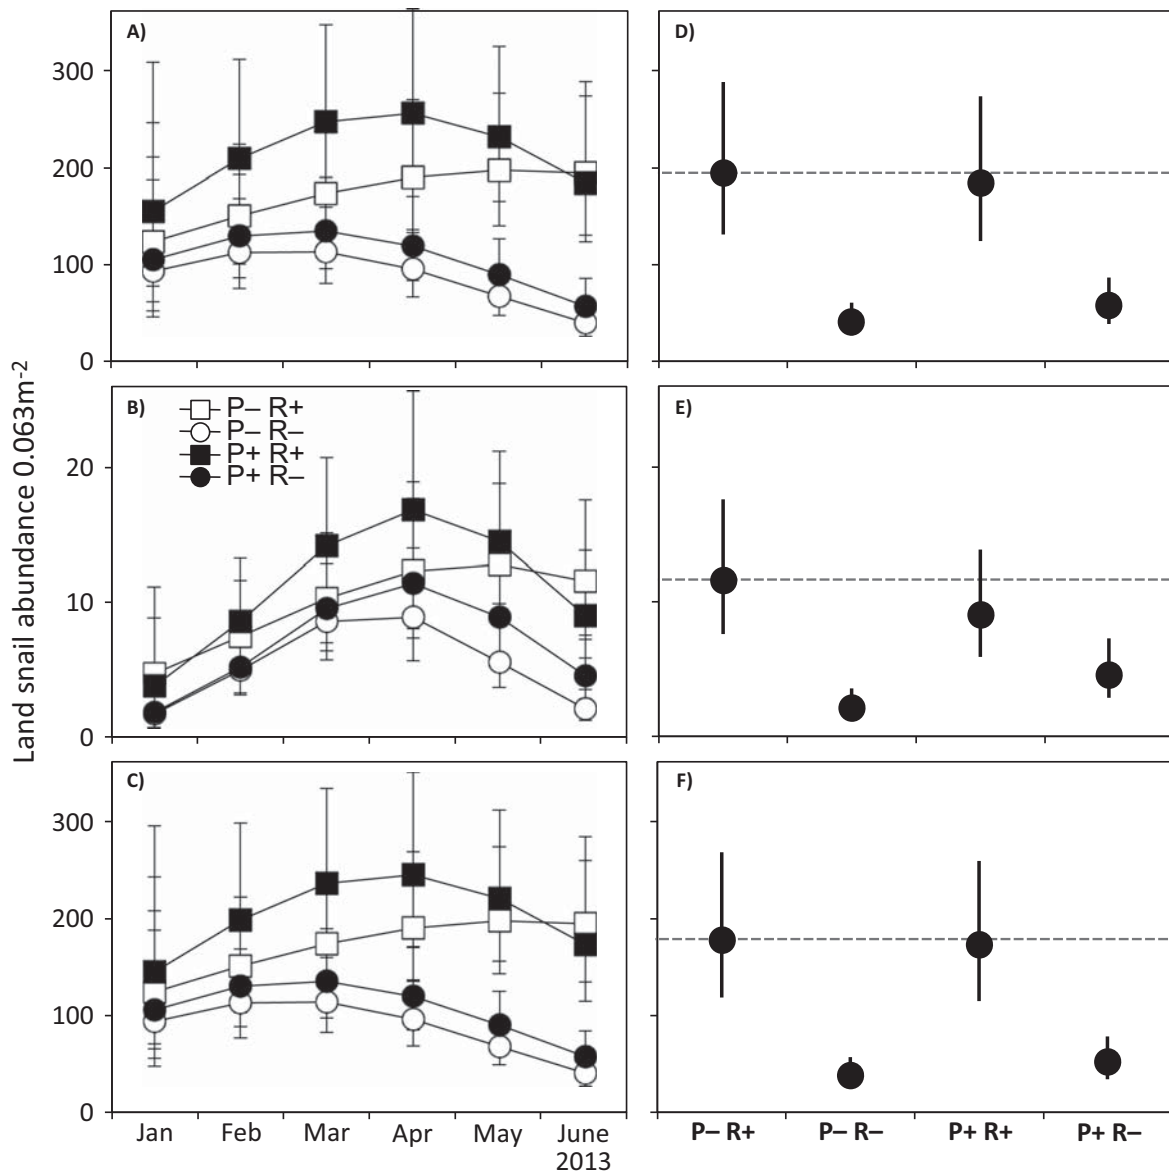 Land snail abundance 0.063m-2
A)
300
200
100
0
D)
B)
P– R+
P– R–
P+ R+
P+ R–
20
10
0
E)
C)
300
200
100
0
Jan Feb Mar Apr May June
2013
F)
P– R+ P– R– P+ R+ P+ R–